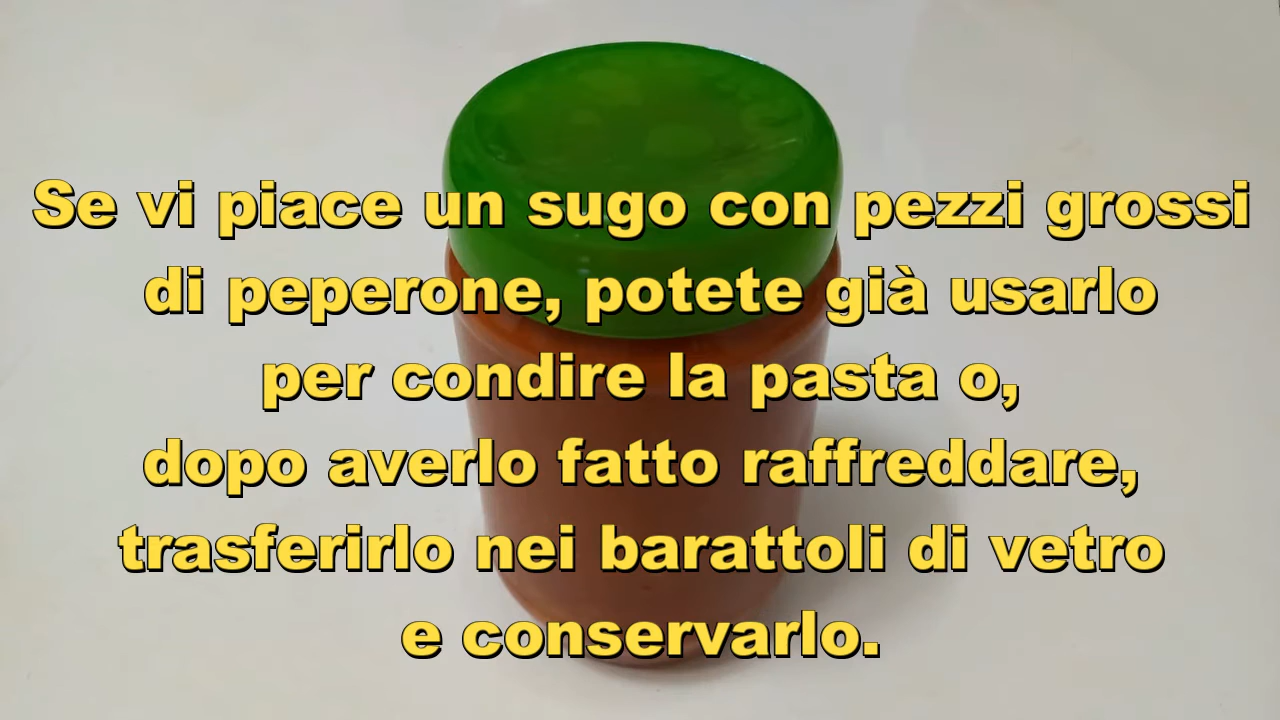 Se vi piace un sugo con pezzi grossi
di peperone, potete già usarlo
per condire la pasta o,
dopo averlo fatto raffreddare,
trasferirlo nei barattoli di vetro
e conservarlo.